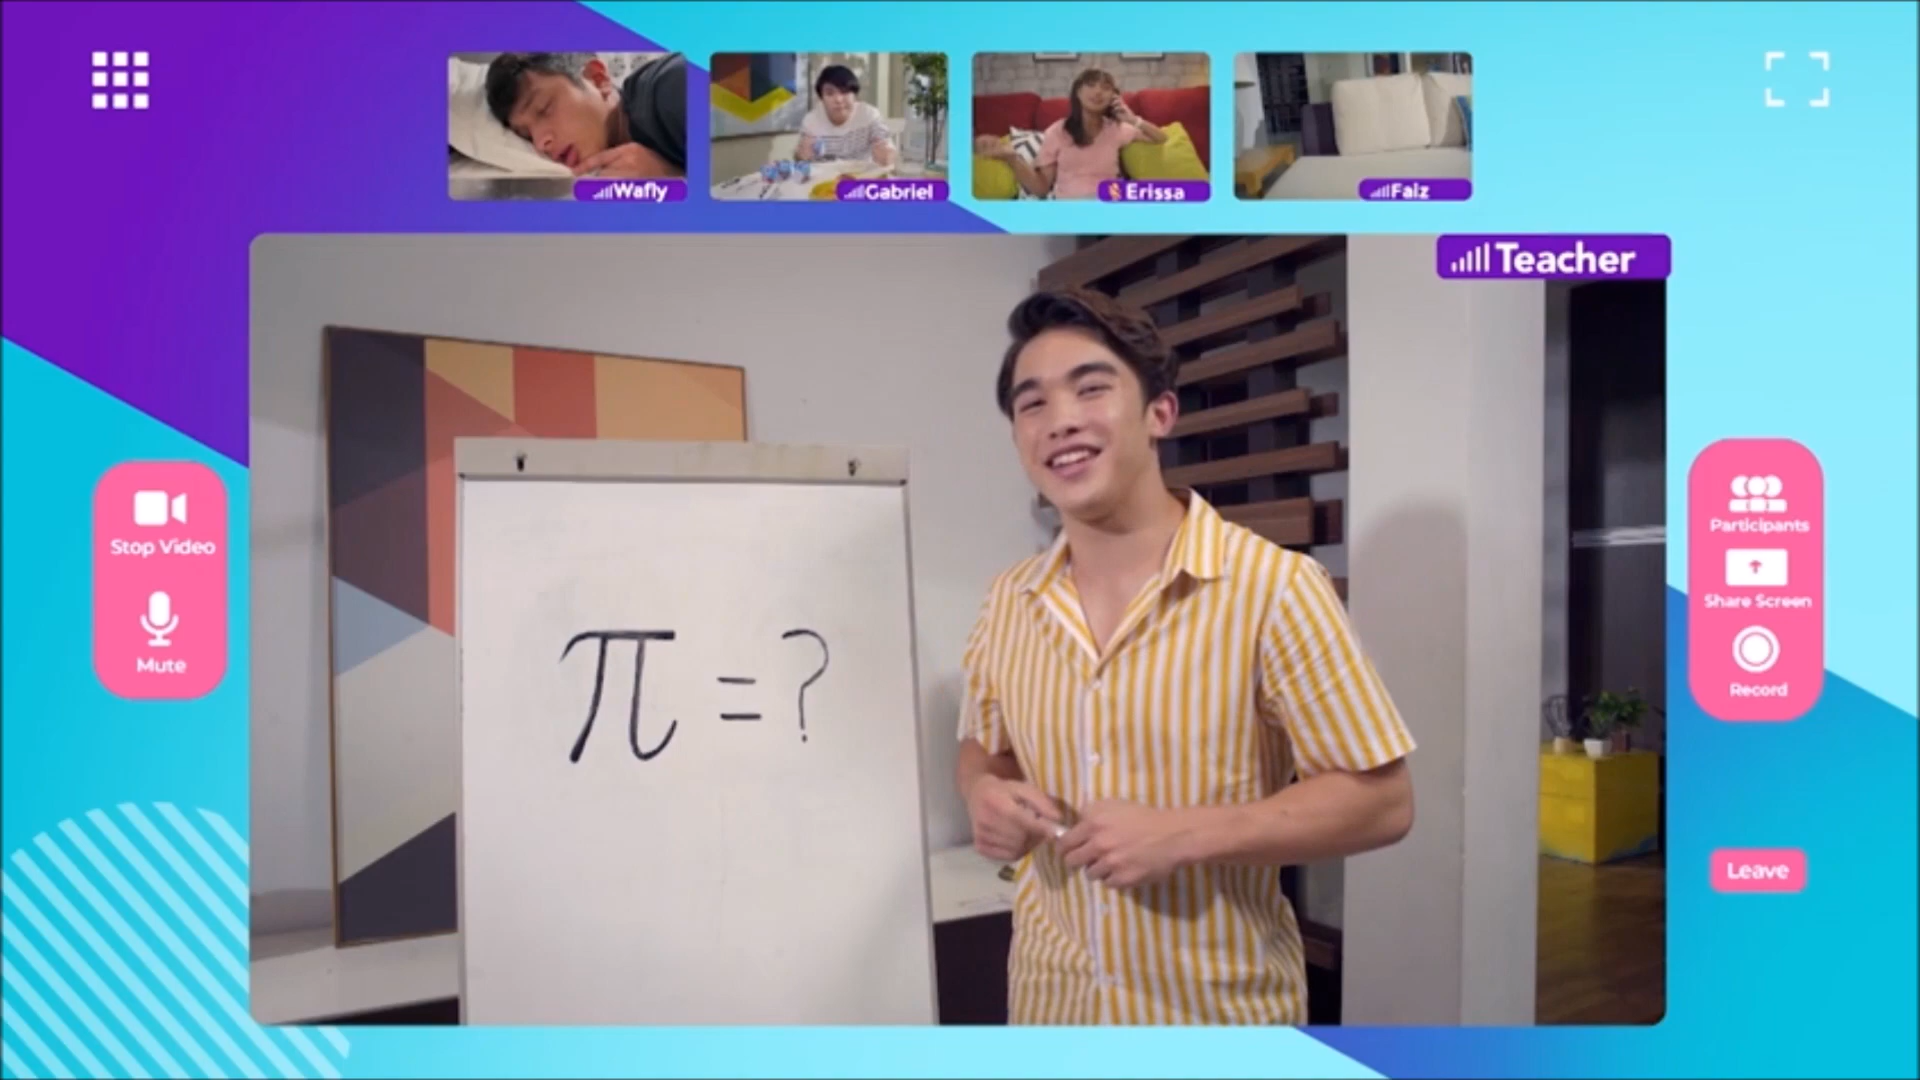 Wafly
Gabriel
Erissa
Faiz
Teacher
π = ?
Stop Video
Mute
Participants
Share Screen
Record
Leave